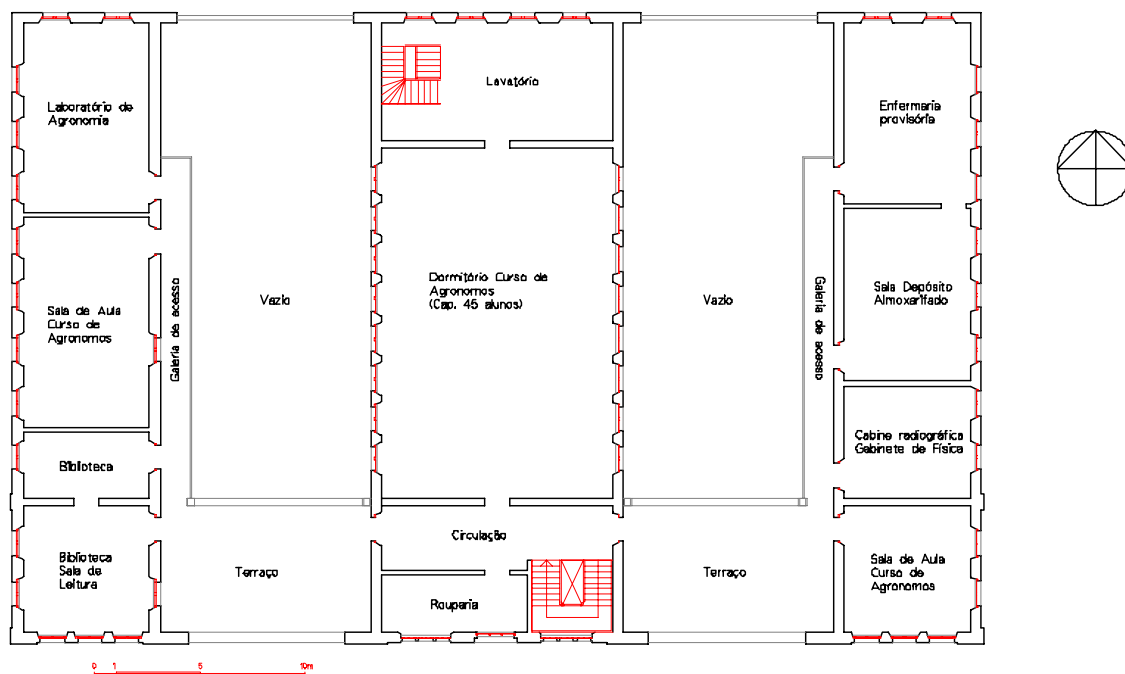 Lavatório
Laboratório de
Agronomia
Enfermaria
provisória
Sala de Aula
Curso de
Agronomos
Galeria de acesso
Vazio
Dormitório Curso de
Agronomos
(Cap. 45 alunos)
Vazio
Galeria de acesso
Sala Depósito
Almoxarifado
Biblioteca
Cabine radiográfica
Gabinete de Física
Biblioteca
Sala de
Leitura
Terraço
Circulação
Rouparia
Terraço
Sala de Aula
Curso de
Agronomos
0 1 5 10m